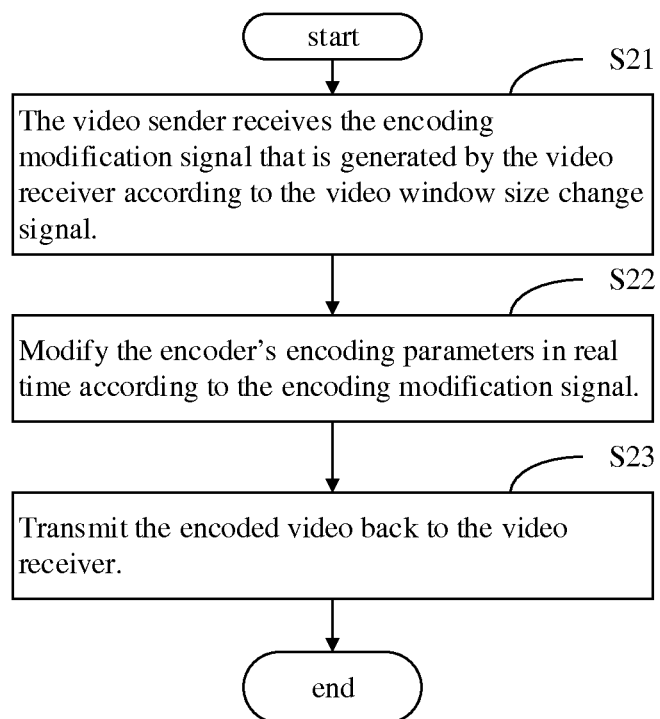 start
S21
The video sender receives the encoding
modification signal that is generated by the video
receiver according to the video window size change
signal.
S22
Modify the encoder's encoding parameters in real
time according to the encoding modification signal.
S23
Transmit the encoded video back to the video
receiver.
end